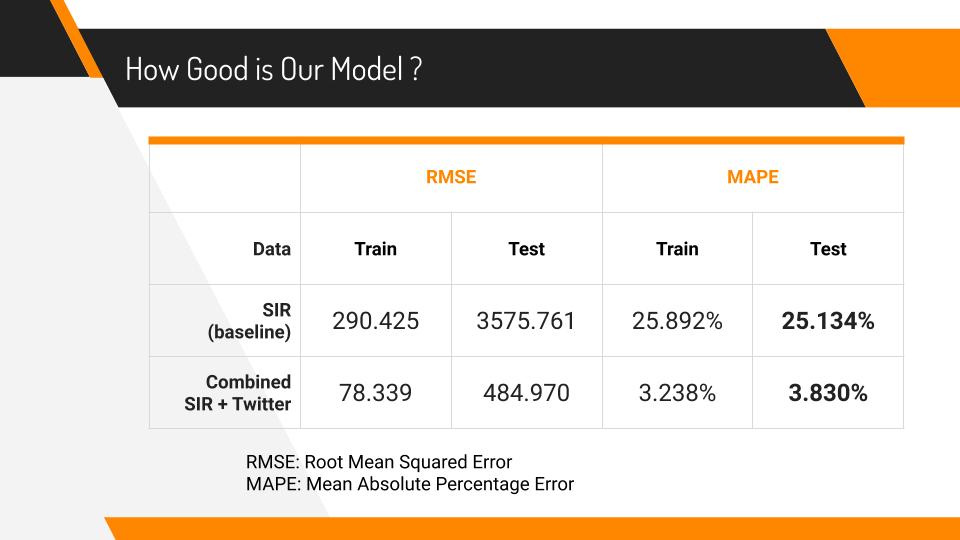 How Good is Our Model ?
RMSE MAPE
Data Train Test Train Test
SIR
(baseline) 290.425 3575.761 25.892% 25.134%
Combined
SIR + Twitter 78.339 484.970 3.238% 3.830%
RMSE: Root Mean Squared Error
MAPE: Mean Absolute Percentage Error